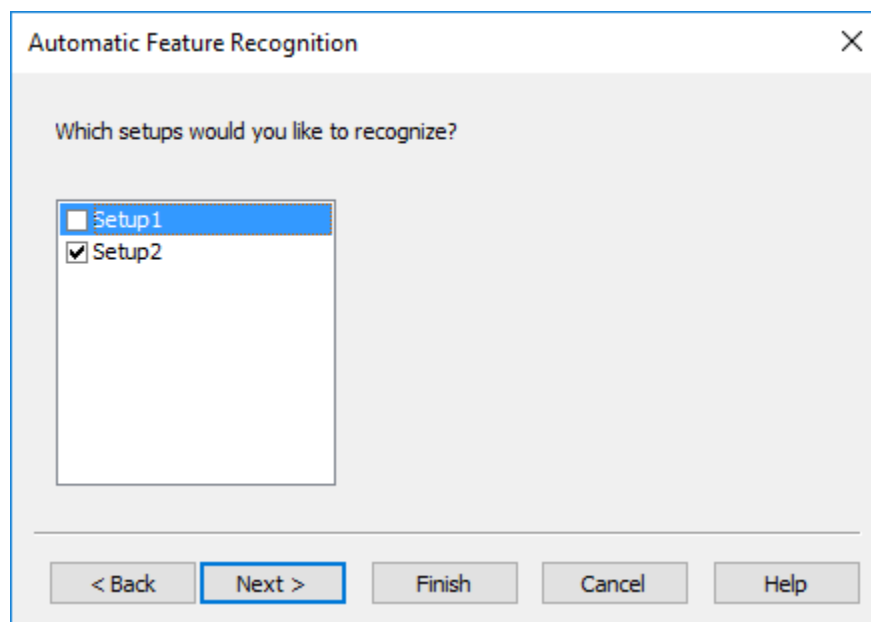 Automatic Feature Recognition
Which setups would you like to recognize?
Setup1
Setup2
< Back Next > Finish Cancel Help